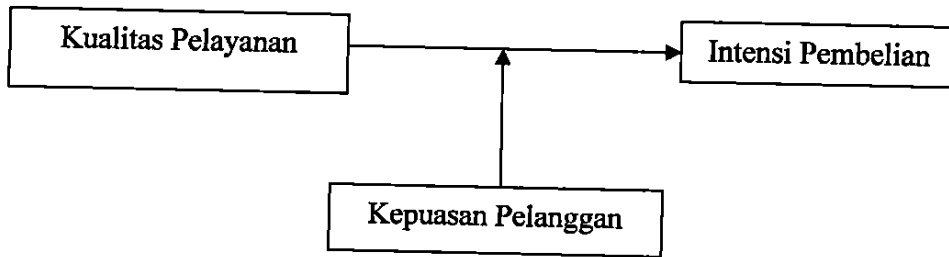 Kualitas Pelayanan
Intensi Pembelian
Kepuasan Pelanggan